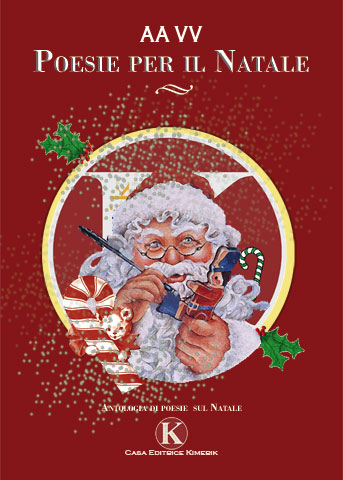 AA VV
POESIE PER IL NATALE
K
ANTOLOGIA DI POESIE SUL NATALE
K
CASA EDITRICE KIMERIK